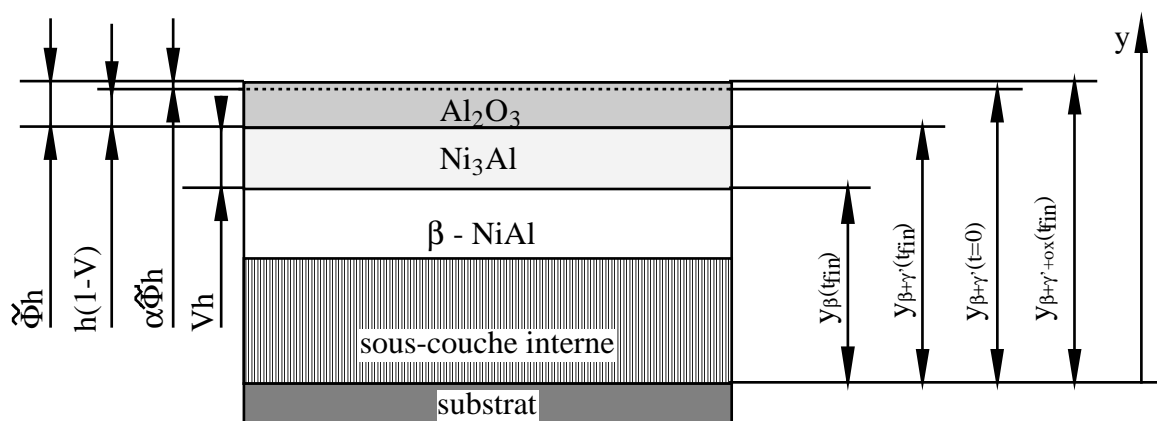 y
Al₂O₃
Ni₃Al
β - NiAl
sous-couche interne
substrat
Φ̃h
h(1-V)
αΦ̃h
Vh
yβ(tfin)
yβ+γ'(tfin)
yβ+γ'(t=0)
yβ+γ'+ox(tfin)